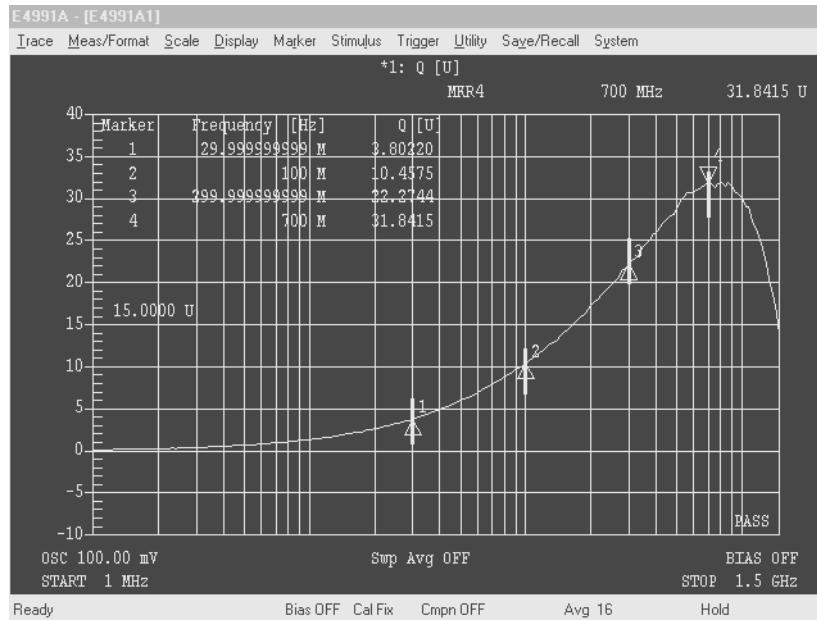 E4991A - [E4991A1]
Trace Meas/Format Scale Display Marker Stimulus Trigger Utility Save/Recall System
*1: Q [U]
MKR4 700 MHz 31.8415 U
40
Marker Frequency [Hz] Q [U]
35
1 29.999999999 M 3.80220
2 100 M 10.4575
30
3 299.999999999 M 22.2744
4 700 M 31.8415
25
3
20
15.0000 U
15
2
10
1
5
0
-5
PASS
-10
OSC 100.00 mV Swp Avg OFF BIAS OFF
START 1 MHz STOP 1.5 GHz
Ready Bias OFF Cal Fix Cmpn OFF Avg 16 Hold